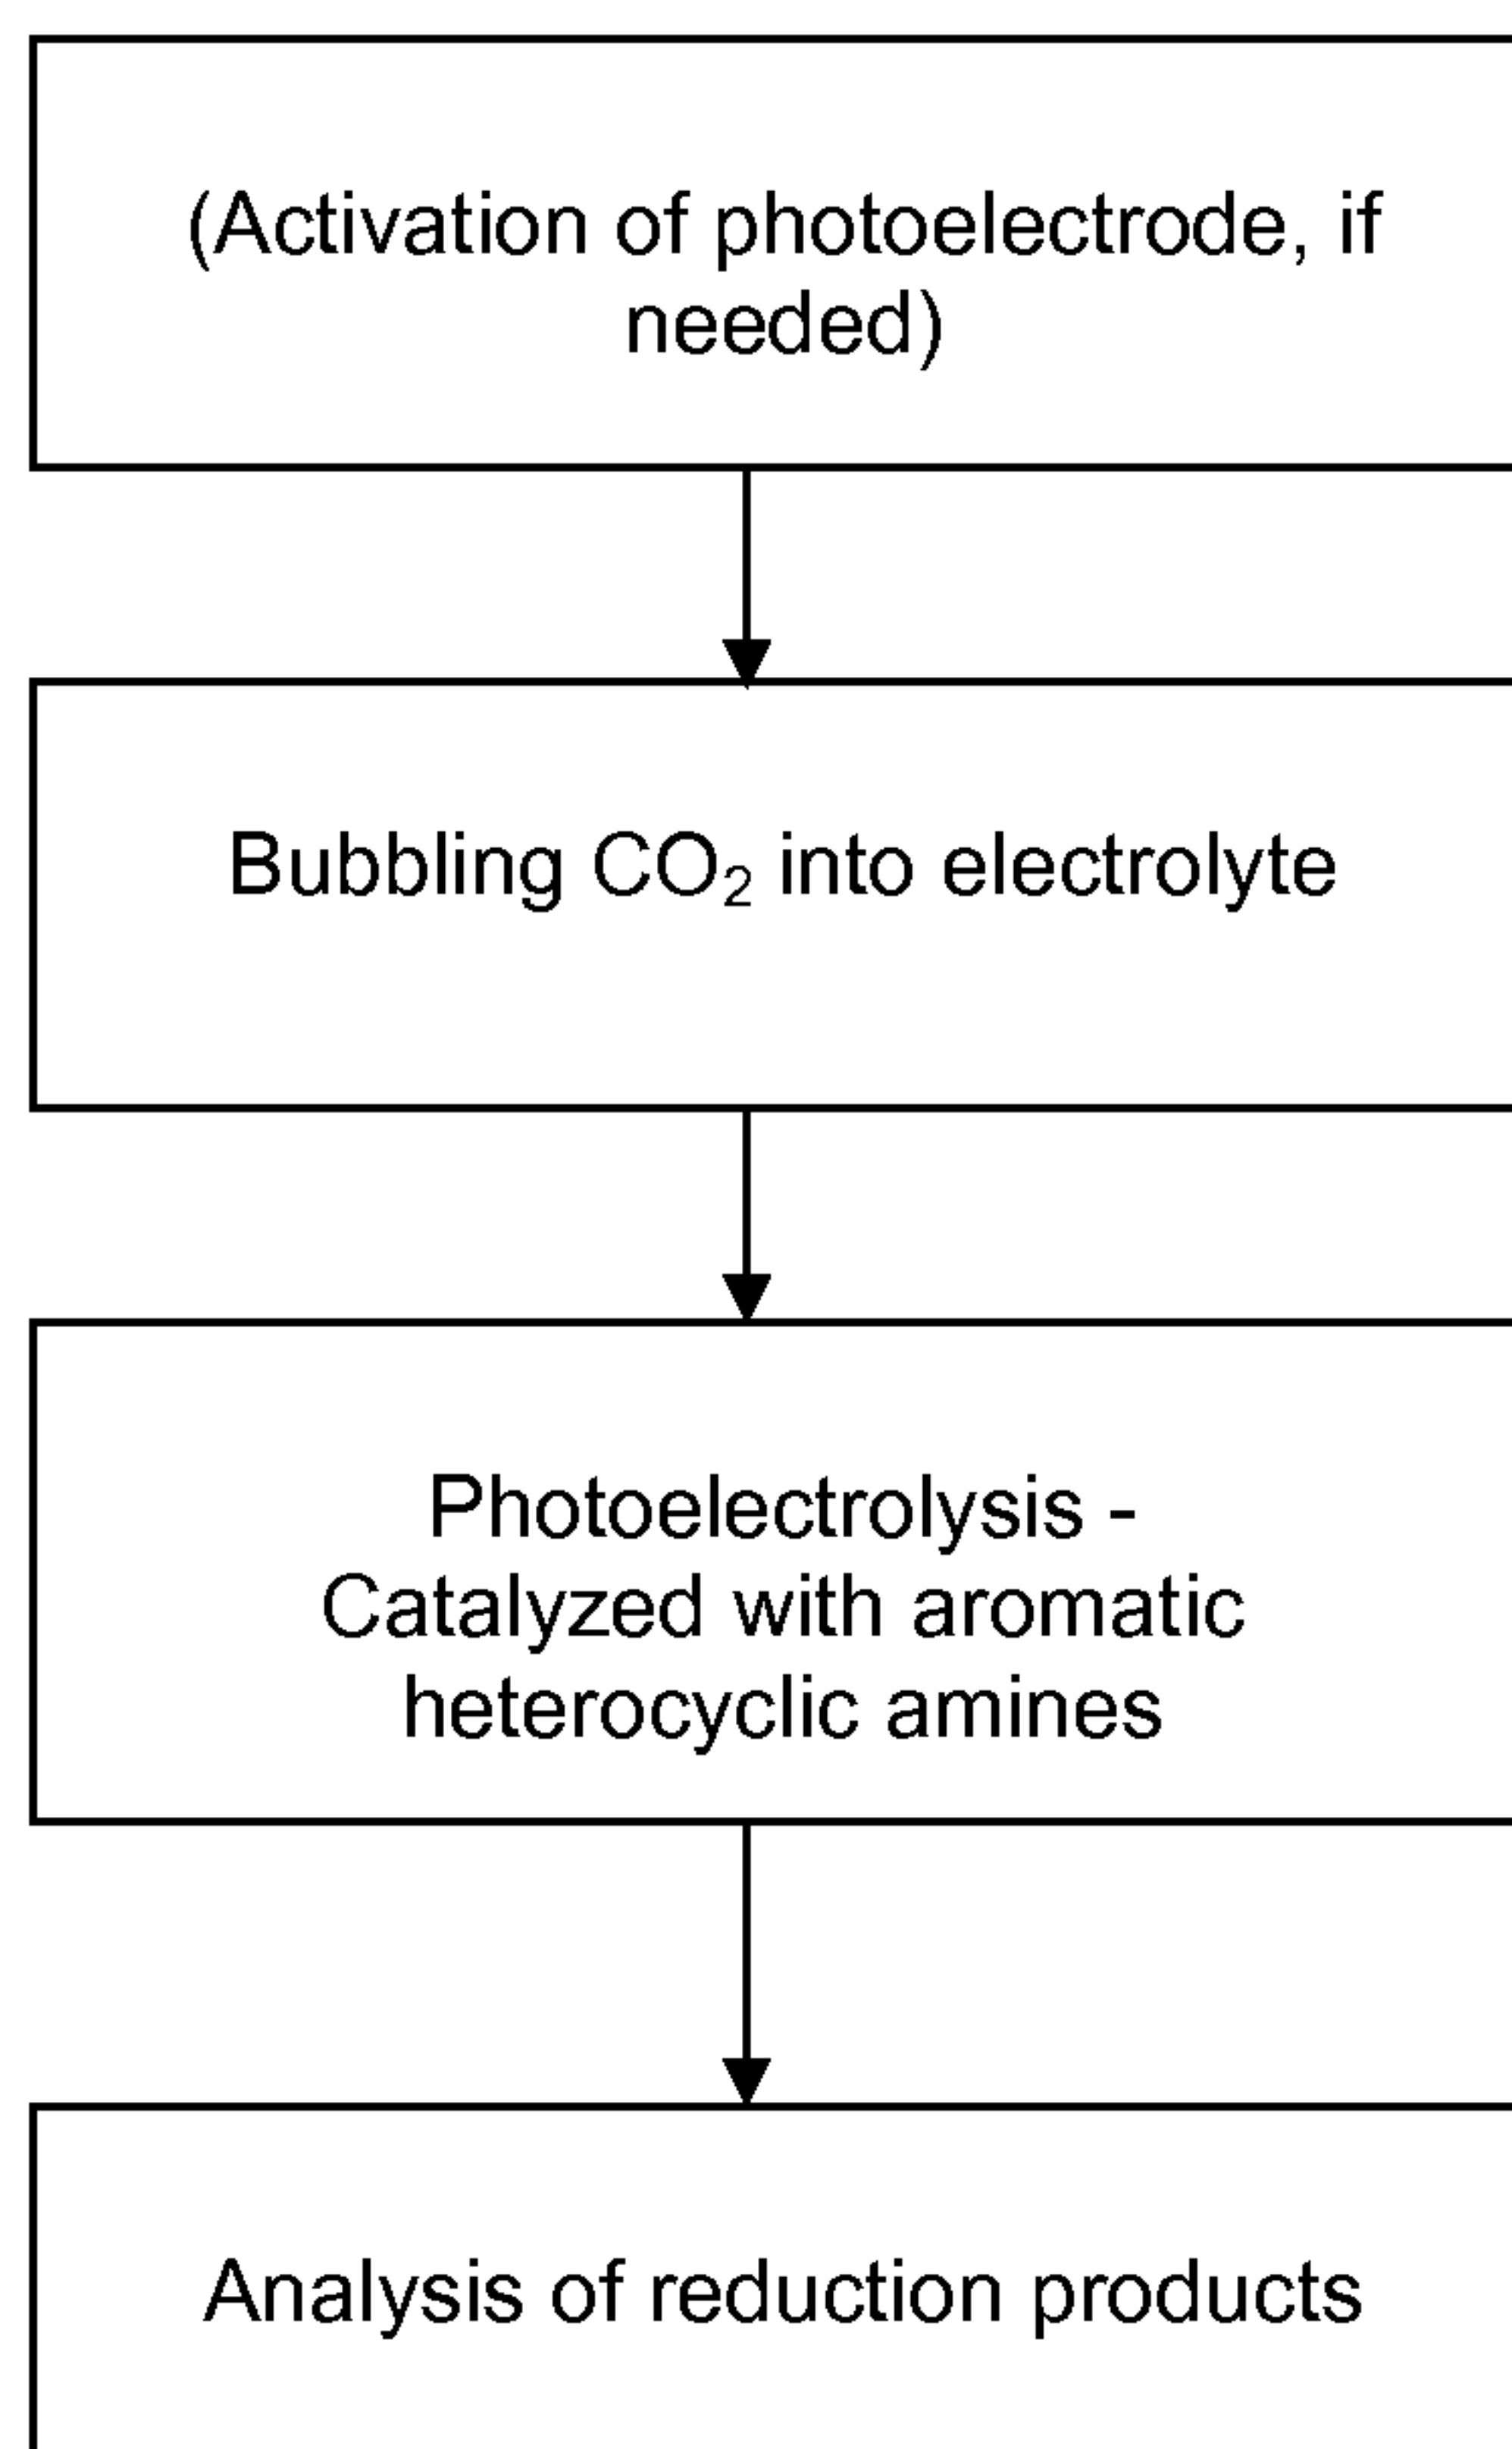 (Activation of photoelectrode, if
needed)
Bubbling CO₂ into electrolyte
Photoelectrolysis -
Catalyzed with aromatic
heterocyclic amines
Analysis of reduction products